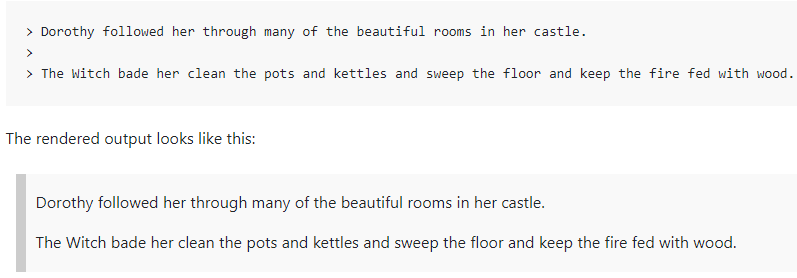 > Dorothy followed her through many of the beautiful rooms in her castle.
>
> The Witch bade her clean the pots and kettles and sweep the floor and keep the fire fed with wood.
The rendered output looks like this:
Dorothy followed her through many of the beautiful rooms in her castle.
The Witch bade her clean the pots and kettles and sweep the floor and keep the fire fed with wood.